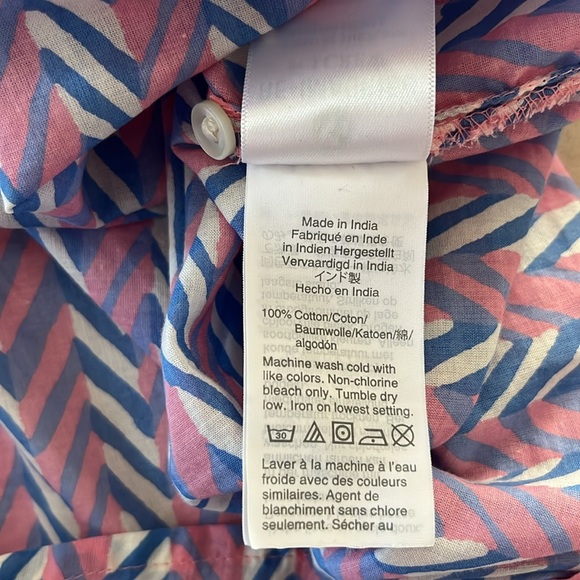 Made in India
Fabriqué en Inde
in Indien Hergestellt
Vervaardigd in India
インド製
Hecho en India
100% Cotton/Coton/
Baumwolle/Katoen/綿/
algodón
Machine wash cold with
like colors. Non-chlorine
bleach only. Tumble dry
low. Iron on lowest setting.
30
Laver à la machine à l'eau
froide avec des couleurs
similaires. Agent de
blanchiment sans chlore
seulement. Sécher au